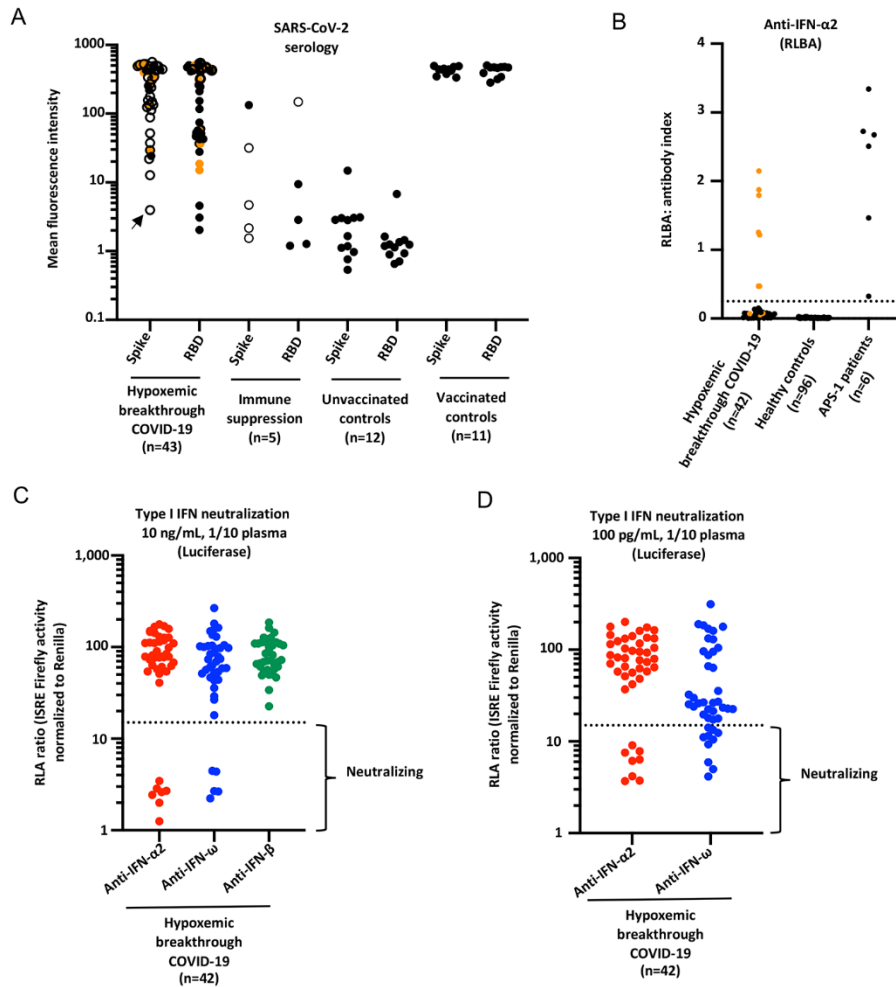 A
SARS-CoV-2
serology
Mean fluorescence intensity
1000
100
10
1
0.1
Spike
RBD
Spike
RBD
Spike
RBD
Spike
RBD
Hypoxemic
breakthrough
COVID-19
(n=43)
Immune
suppression
(n=5)
Unvaccinated
controls
(n=12)
Vaccinated
controls
(n=11)
B
Anti-IFN-α2
(RLBA)
RLBA: antibody index
4
3
2
1
0
Hypoxemic
breakthrough COVID-19
(n=42)
Healthy controls
(n=96)
APS-1 patients
(n=6)
C
Type I IFN neutralization
10 ng/mL, 1/10 plasma
(Luciferase)
RLA ratio (ISRE Firefly activity
normalized to Renilla)
1,000
100
10
1
Neutralizing
Anti-IFN-α2
Anti-IFN-ω
Anti-IFN-β
Hypoxemic
breakthrough
COVID-19
(n=42)
D
Type I IFN neutralization
100 pg/mL, 1/10 plasma
(Luciferase)
RLA ratio (ISRE Firefly activity
normalized to Renilla)
1,000
100
10
1
Neutralizing
Anti-IFN-α2
Anti-IFN-ω
Hypoxemic
breakthrough
COVID-19
(n=42)